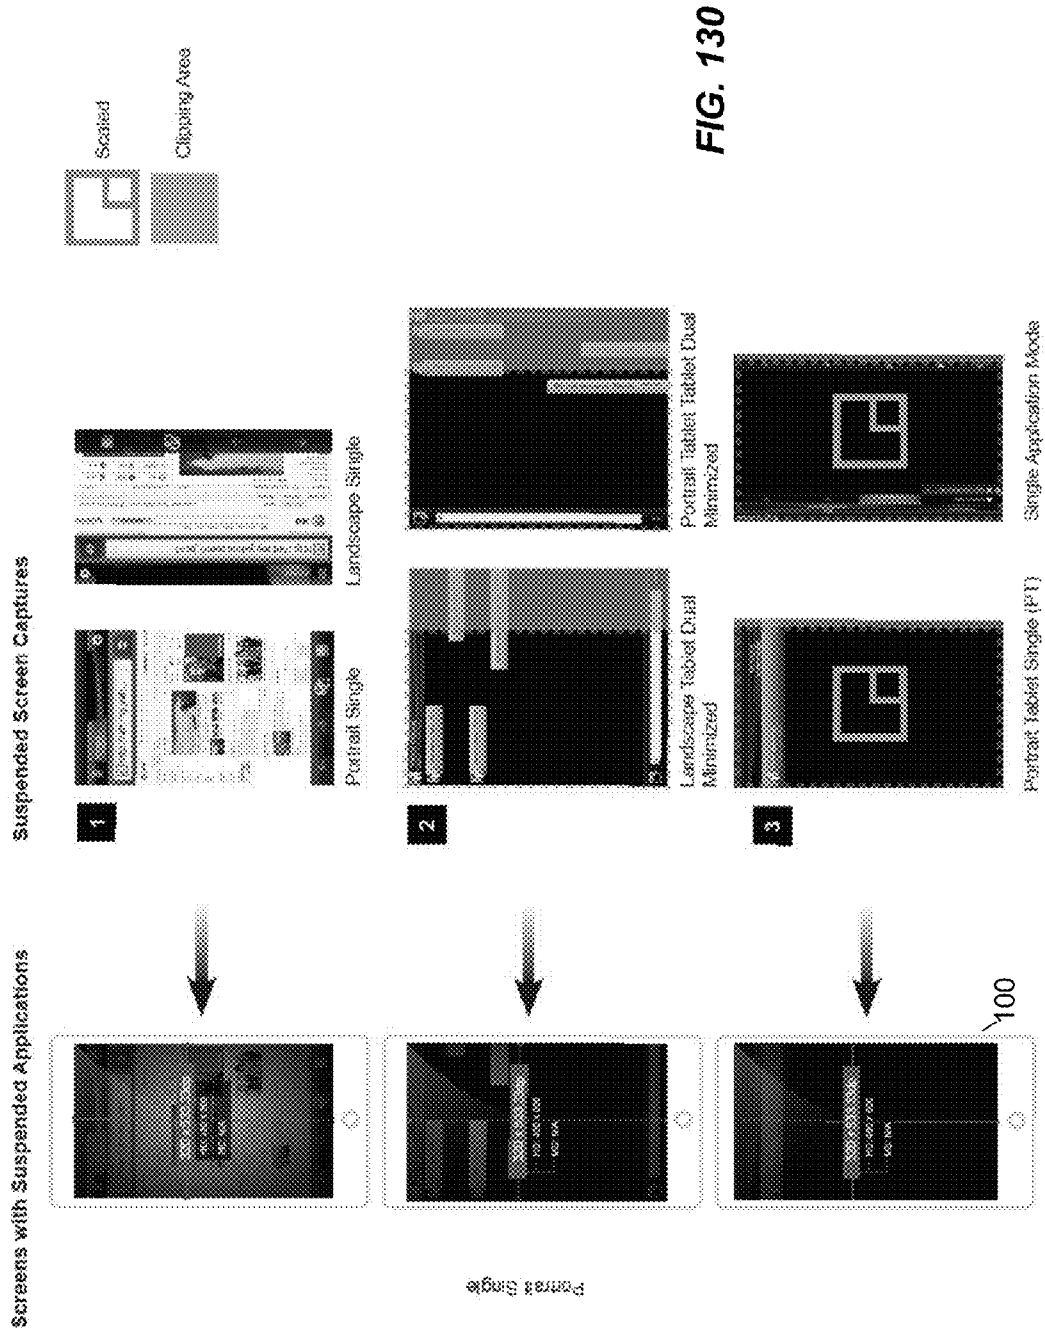 Screens with Suspended Applications
Suspended Screen Captures
Scaled
Clipping Area
1
Portrait Single
Landscape Single
2
Landscape Tablet Dual
Minimized
Portrait Tablet Tablet Dual
Minimized
3
Portrait Tablet Single (PT)
Single Application Mode
Portrait Single
100
FIG. 130